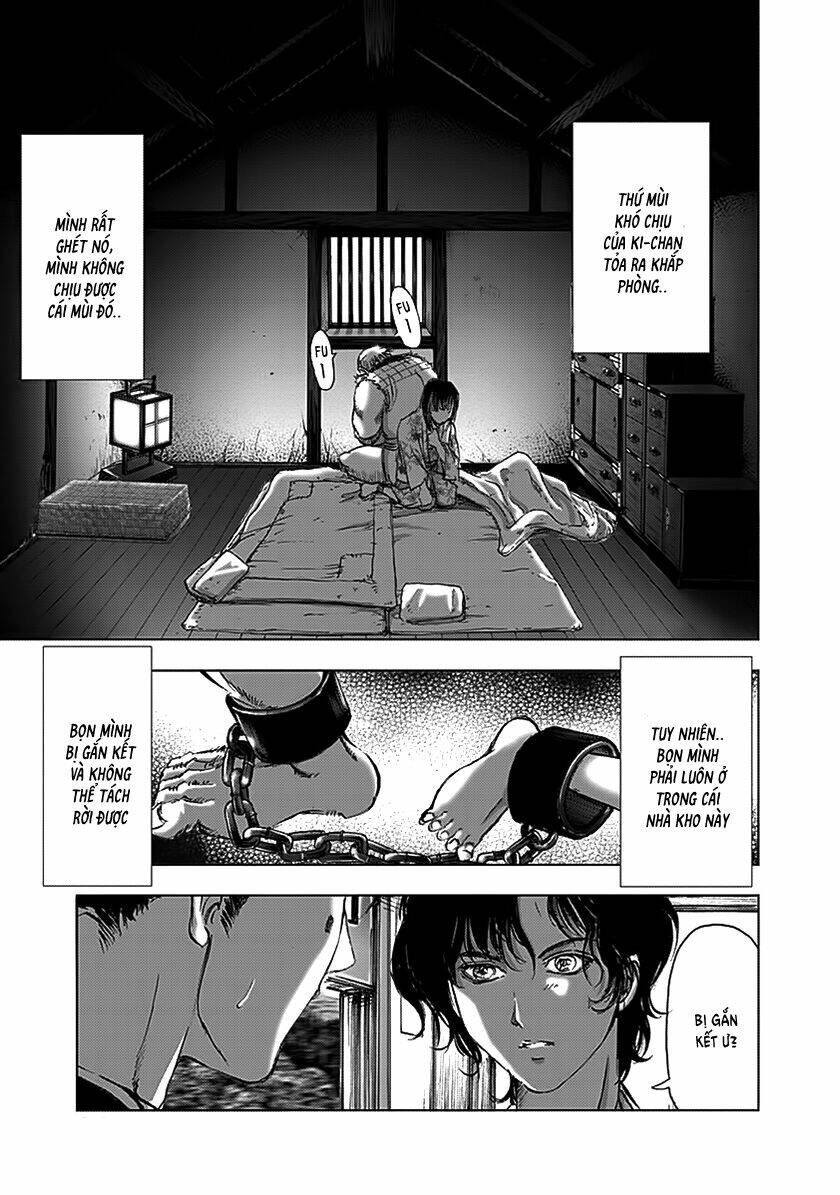 THỨ MÙI
KHÓ CHỊU
CỦA KI-CHAN
TỎA RA KHẮP
PHÒNG..
MÌNH RẤT
GHÉT NÓ,
MÌNH KHÔNG
CHỊU ĐƯỢC
CÁI MÙI ĐÓ..
FU
I
FU
I
TUY NHIÊN..
BỌN MÌNH
PHẢI LUÔN Ở
TRONG CÁI
NHÀ KHO NÀY
BỌN MÌNH
BỊ GẮN KẾT
VÀ KHÔNG
THỂ TÁCH
RỜI ĐƯỢC
BỊ GẮN
KẾT Ư?